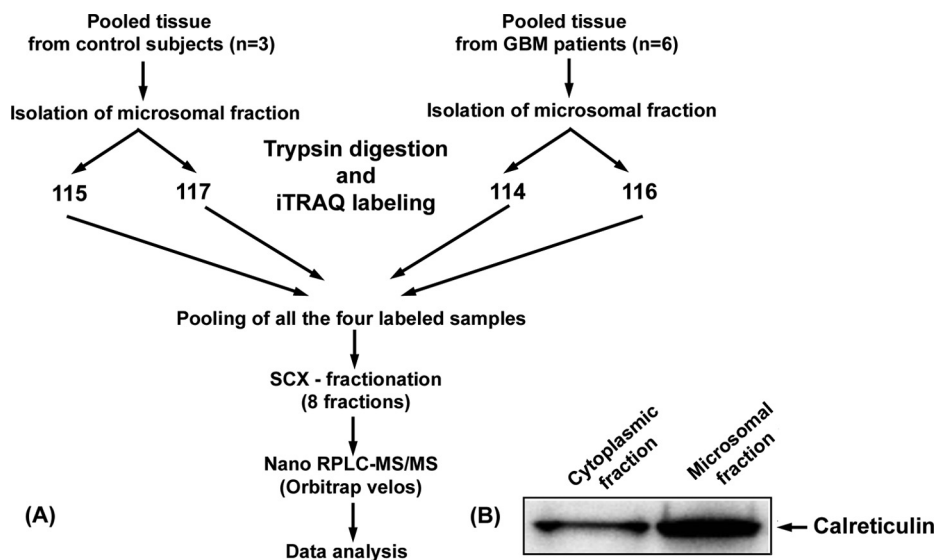 Pooled tissue
from control subjects (n=3)
Pooled tissue
from GBM patients (n=6)
Isolation of microsomal fraction
Isolation of microsomal fraction
Trypsin digestion
and
iTRAQ labeling
115
117
114
116
Pooling of all the four labeled samples
SCX - fractionation
(8 fractions)
Nano RPLC-MS/MS
(Orbitrap velos)
Data analysis
(A)
(B)
Cytoplasmic
fraction
Microsomal
fraction
Calreticulin